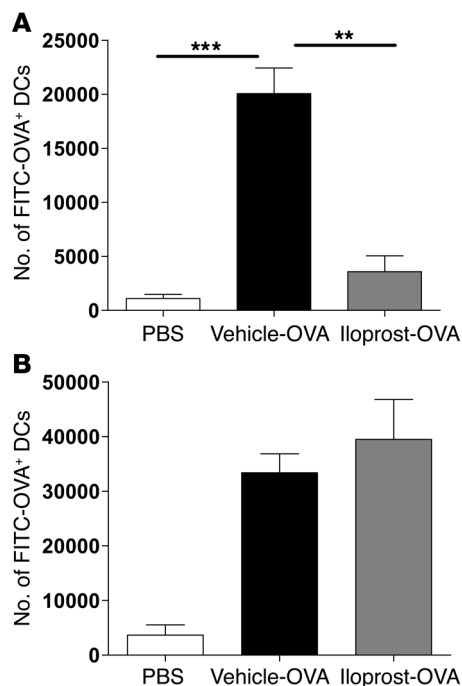 A
No. of FITC-OVA⁺ DCs
25000
20000
15000
10000
5000
0
***
**
PBS Vehicle-OVA Iloprost-OVA
B
No. of FITC-OVA⁺ DCs
50000
40000
30000
20000
10000
0
PBS Vehicle-OVA Iloprost-OVA